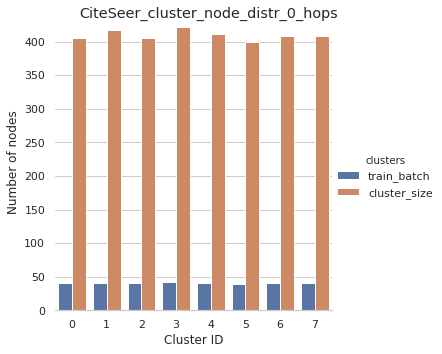 CiteSeer_cluster_node_distr_0_hops
400
350
300
250
200
150
100
50
0
Number of nodes
0 1 2 3 4 5 6 7
Cluster ID
clusters
train_batch
cluster_size